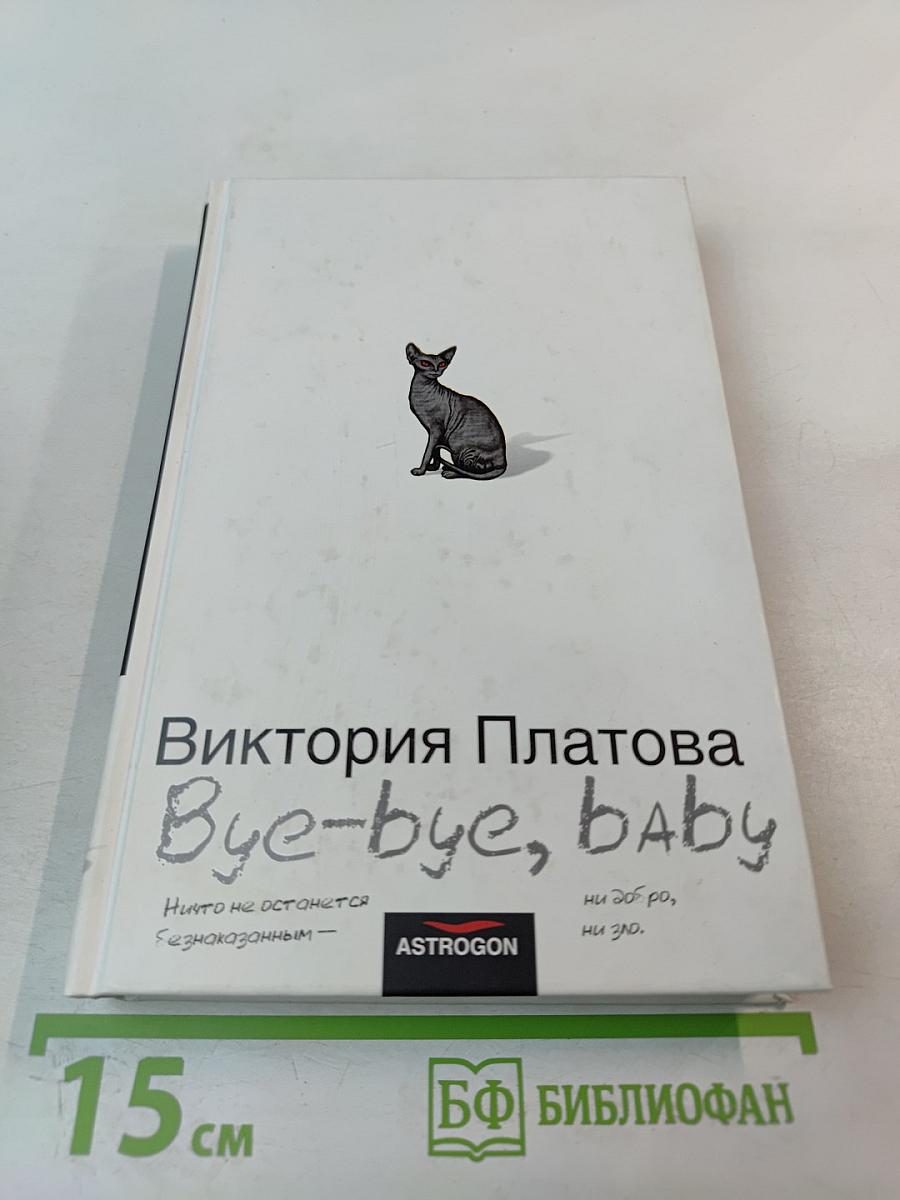 Виктория Платова
Bye-bye, baby
Ничто не останется
безнаказанным —
ни добро,
ни зло.
ASTROGON
15 см
БФ БИБЛИОФАН